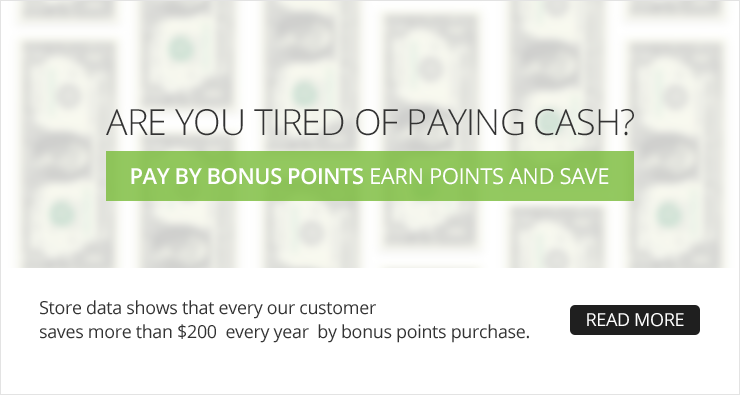 ARE YOU TIRED OF PAYING CASH?
PAY BY BONUS POINTS EARN POINTS AND SAVE
Store data shows that every our customer
saves more than $200  every year  by bonus points purchase.
READ MORE